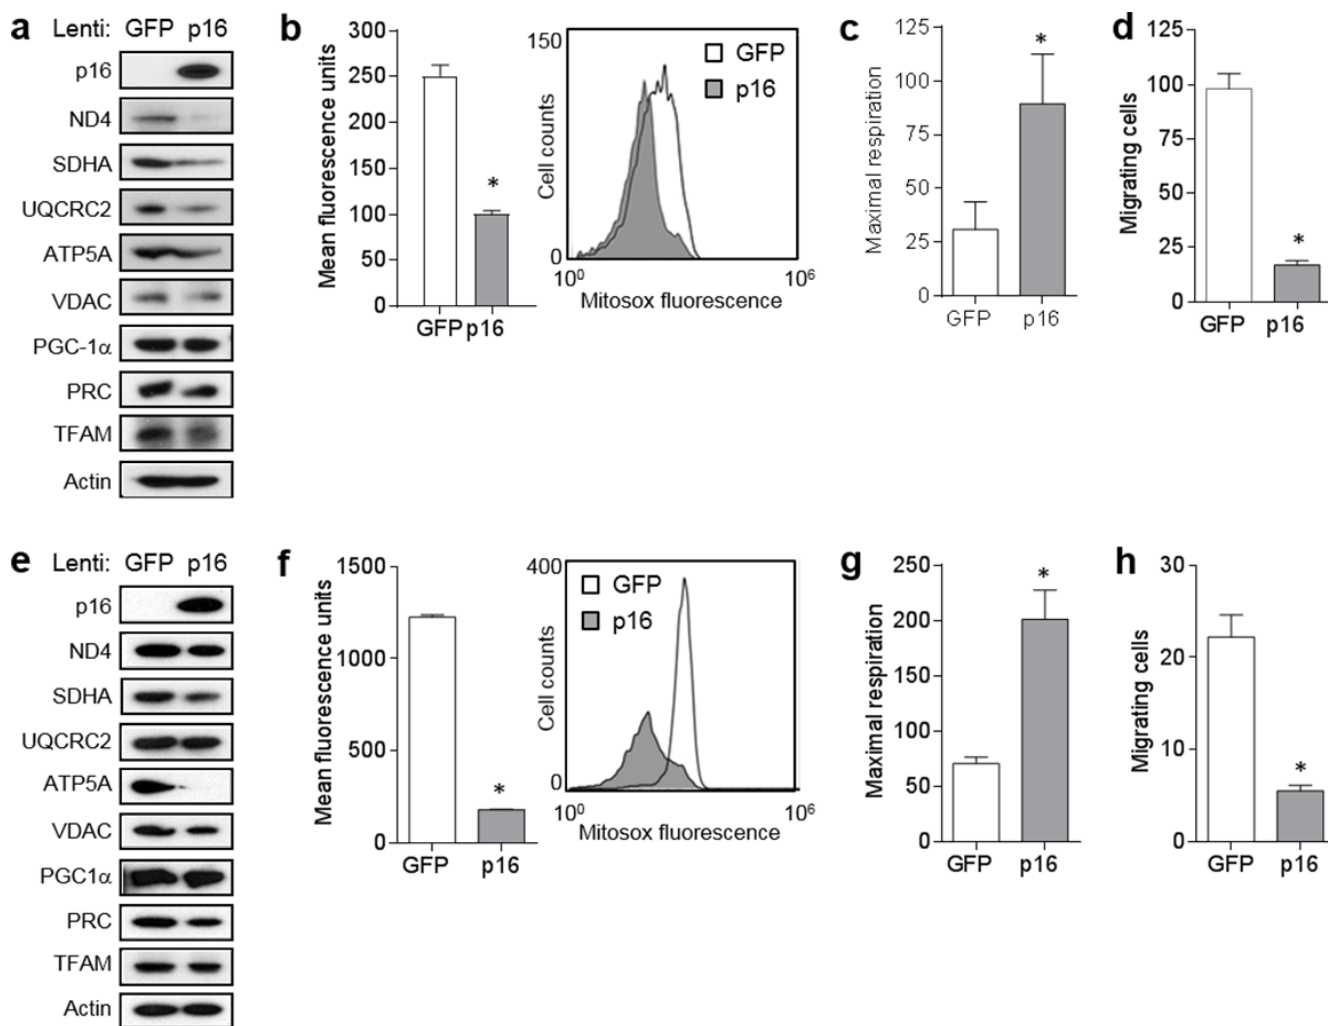 a Lenti: GFP p16
p16
ND4
SDHA
UQCRC2
ATP5A
VDAC
PGC-1α
PRC
TFAM
Actin
b
Mean fluorescence units
300
250
200
150
100
50
0
*
GFP p16
150
Cell counts
0
GFP
p16
10⁰ 10⁶
Mitosox fluorescence
c
Maximal respiration
125
100
75
50
25
0
*
GFP p16
d
Migrating cells
125
100
75
50
25
0
*
GFP p16
e Lenti: GFP p16
p16
ND4
SDHA
UQCRC2
ATP5A
VDAC
PGC1α
PRC
TFAM
Actin
f
Mean fluorescence units
1500
1000
500
0
*
GFP p16
400
Cell counts
0
GFP
p16
10⁰ 10⁶
Mitosox fluorescence
g
Maximal respiration
250
200
150
100
50
0
*
GFP p16
h
Migrating cells
30
20
10
0
*
GFP p16